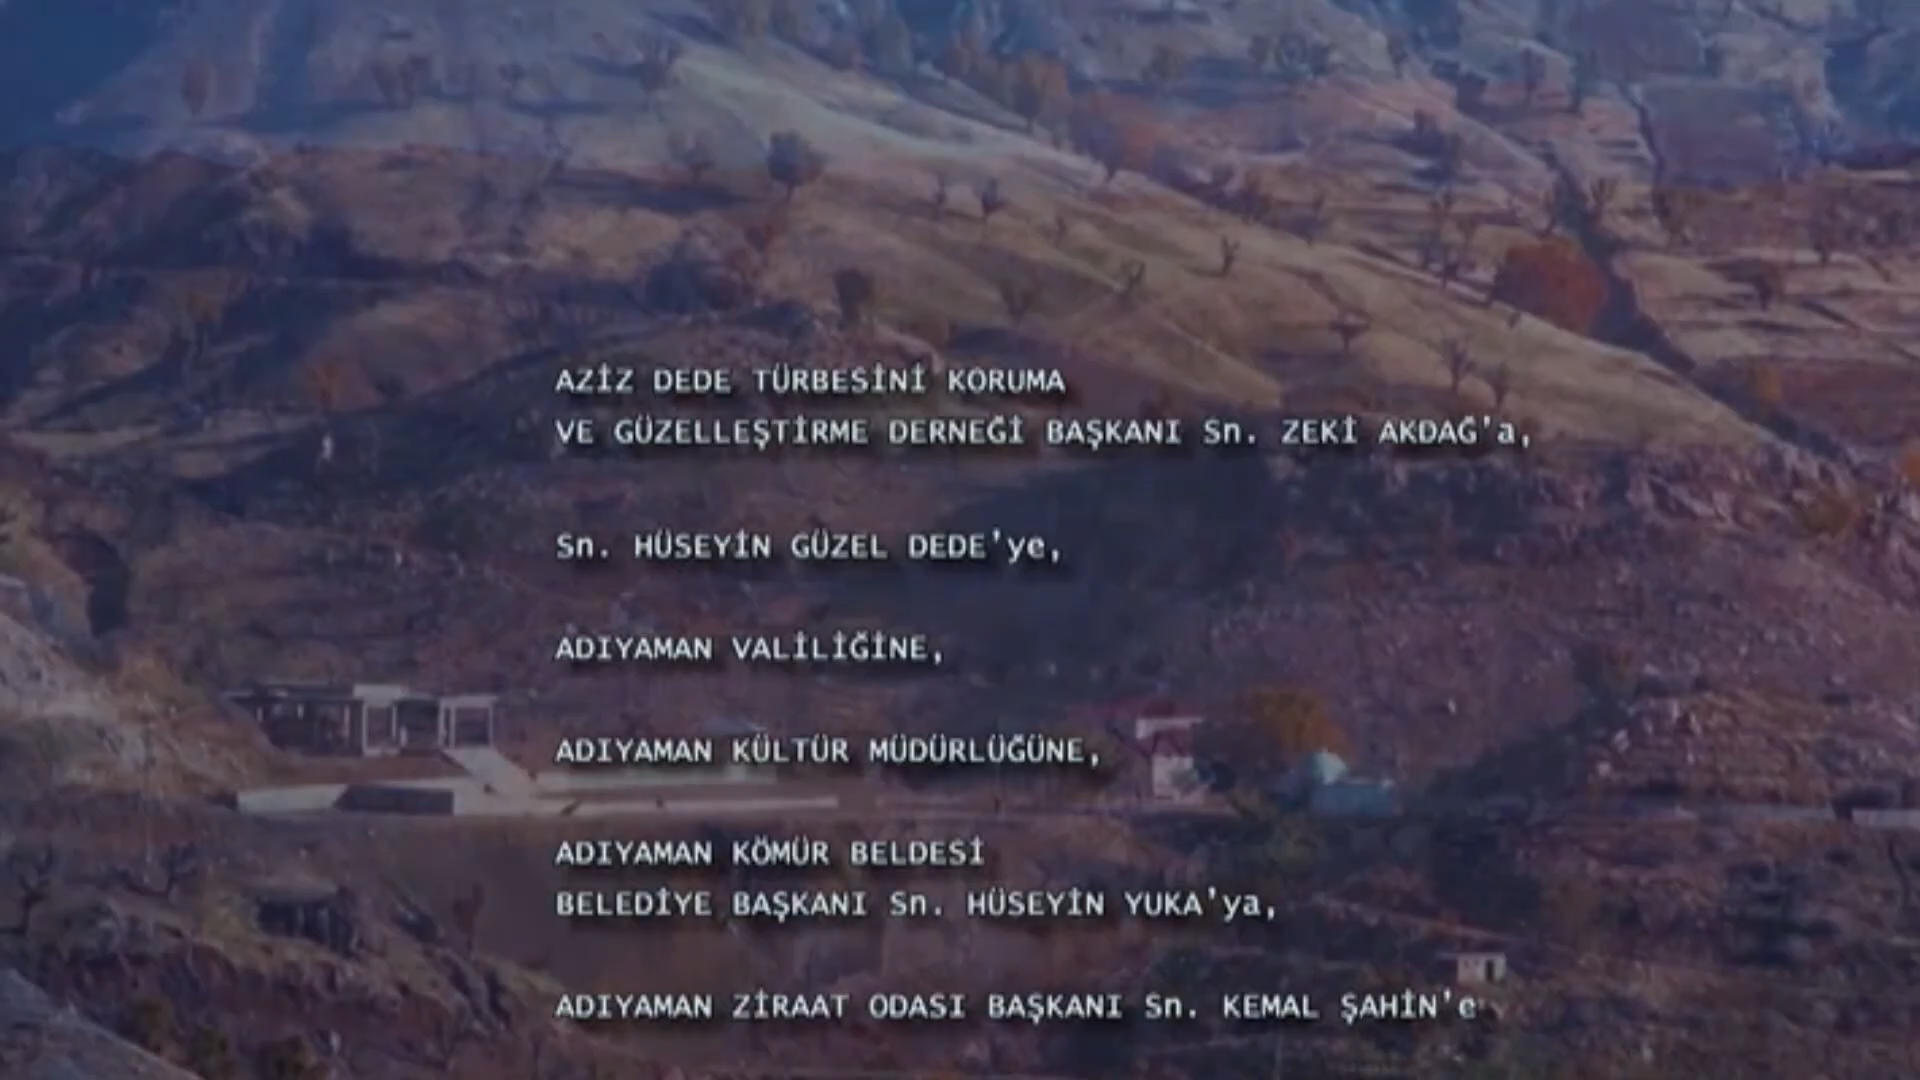 AZİZ DEDE TÜRBESİNİ KORUMA
VE GÜZELLEŞTİRME DERNEĞİ BAŞKANI Sn. ZEKİ AKDAĞ'a,
Sn. HÜSEYİN GÜZEL DEDE'ye,
ADIYAMAN VALİLİĞİNE,
ADIYAMAN KÜLTÜR MÜDÜRLÜĞÜNE,
ADIYAMAN KÖMÜR BELDESİ
BELEDİYE BAŞKANI Sn. HÜSEYİN YUKA'ya,
ADIYAMAN ZİRAAT ODASI BAŞKANI Sn. KEMAL ŞAHİN'e